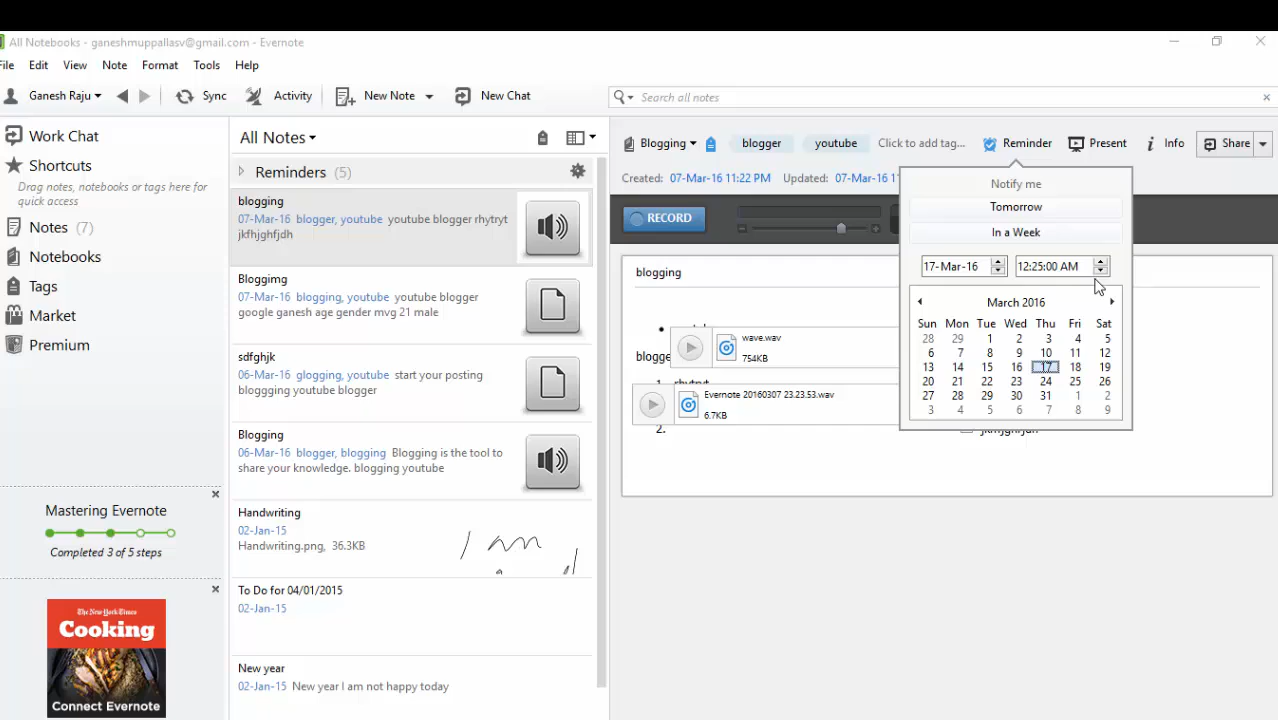 All Notebooks - ganeshmuppallasv@gmail.com - Evernote
File Edit View Note Format Tools Help
Ganesh Raju Sync Activity New Note New Chat
Search all notes
Work Chat
Shortcuts
Drag notes, notebooks or tags here for
quick access
Notes (7)
Notebooks
Tags
Market
Premium
Mastering Evernote
Completed 3 of 5 steps
The New York Times
Cooking
Connect Evernote
All Notes
Reminders (5)
blogging
07-Mar-16 blogger, youtube youtube blogger rhytryt
jkfhjghfjdh
Bloggimg
07-Mar-16 blogging, youtube youtube blogger
google ganesh age gender mvg 21 male
sdfghjk
06-Mar-16 glogging, youtube start your posting
bloggging youtube blogger
Blogging
06-Mar-16 blogger, blogging Blogging is the tool to
share your knowledge. blogging youtube
Handwriting
02-Jan-15
Handwriting.png, 36.3KB
I am
To Do for 04/01/2015
02-Jan-15
New year
02-Jan-15 New year I am not happy today
Blogging blogger youtube Click to add tag... Reminder Present Info Share
Created: 07-Mar-16 11:22 PM Updated: 07-Mar-16 11
RECORD
blogging
wave.wav
754KB
blogge
1. rhytryt
Evernote 20160307 23.23.53.wav
6.7KB
2.
Notify me
Tomorrow
In a Week
17-Mar-16 12:25:00 AM
March 2016
Sun Mon Tue Wed Thu Fri Sat
28 29 1 2 3 4 5
6 7 8 9 10 11 12
13 14 15 16 17 18 19
20 21 22 23 24 25 26
27 28 29 30 31 1 2
3 4 5 6 7 8 9